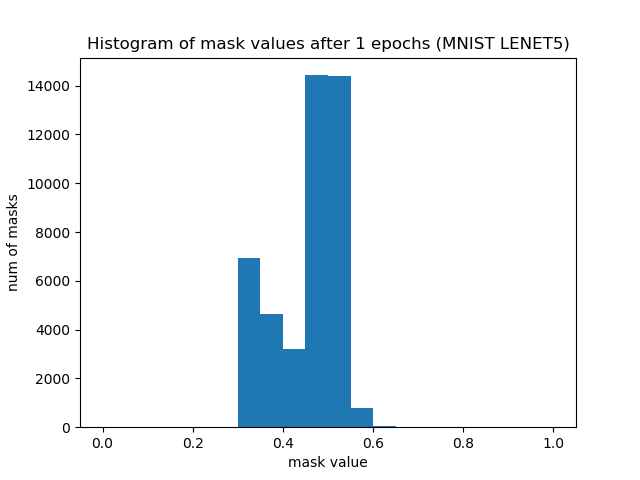 Histogram of mask values after 1 epochs (MNIST LENET5)
14000
12000
10000
8000
6000
4000
2000
0
num of masks
0.0 0.2 0.4 0.6 0.8 1.0
mask value